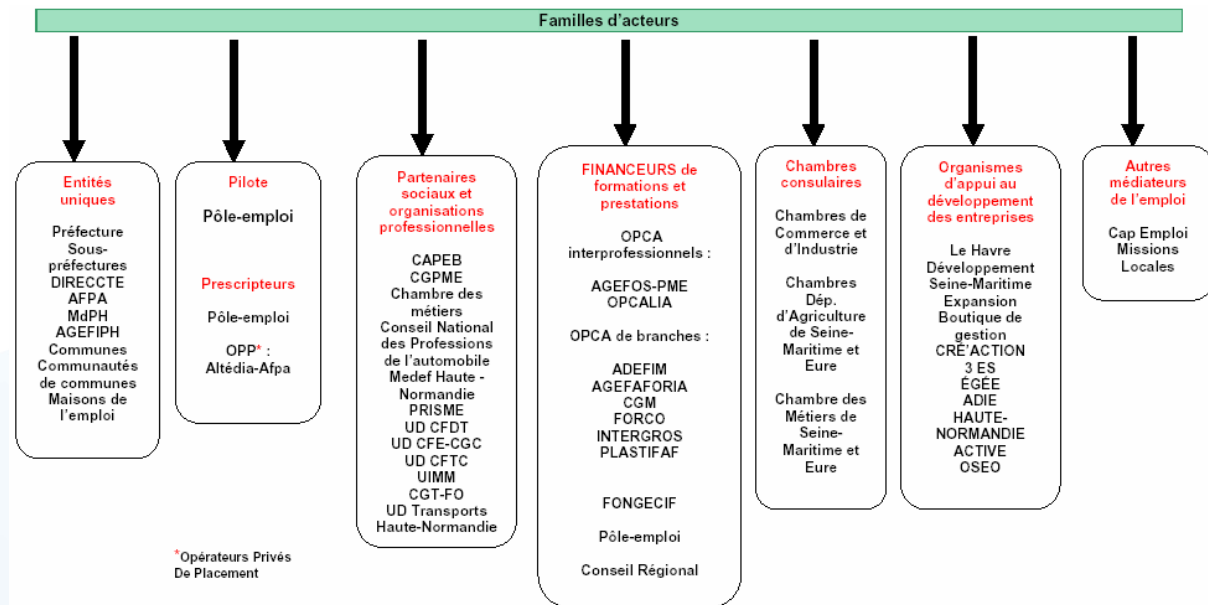 Familles d'acteurs
Entités
uniques
Préfecture
Sous-
préfectures
DIRECCTE
AFPA
MdPH
AGEFIPH
Communes
Communautés
de communes
Maisons de
l'emploi
Pilote
Pôle-emploi
Prescripteurs
Pôle-emploi
OPP* :
Altédia-Afpa
Partenaires
sociaux et
organisations
professionnelles
CAPEB
CGPME
Chambre des
métiers
Conseil National
des Professions
de l'automobile
Medef Haute -
Normandie
PRISME
UD CFDT
UD CFE-CGC
UD CFTC
UIMM
CGT-FO
UD Transports
Haute-Normandie
FINANCEURS de
formations et
prestations
OPCA
interprofessionnels :
AGEFOS-PME
OPCALIA
OPCA de branches :
ADEFIM
AGEFAFORIA
CGM
FORCO
INTERGROS
PLASTIFAF
FONGECIF
Pôle-emploi
Conseil Régional
Chambres
consulaires
Chambres de
Commerce et
d'Industrie
Chambres
Dép.
d'Agriculture
de Seine-
Maritime et
Eure
Chambre des
Métiers de
Seine-
Maritime et
Eure
Organismes
d'appui au
développement
des entreprises
Le Havre
Développement
Seine-Maritime
Expansion
Boutique de
gestion
CRÉ'ACTION
3 ES
ÉGÉE
ADIE
HAUTE-
NORMANDIE
ACTIVE
OSEO
Autres
médiateurs
de l'emploi
Cap Emploi
Missions
Locales
*Opérateurs Privés
De Placement